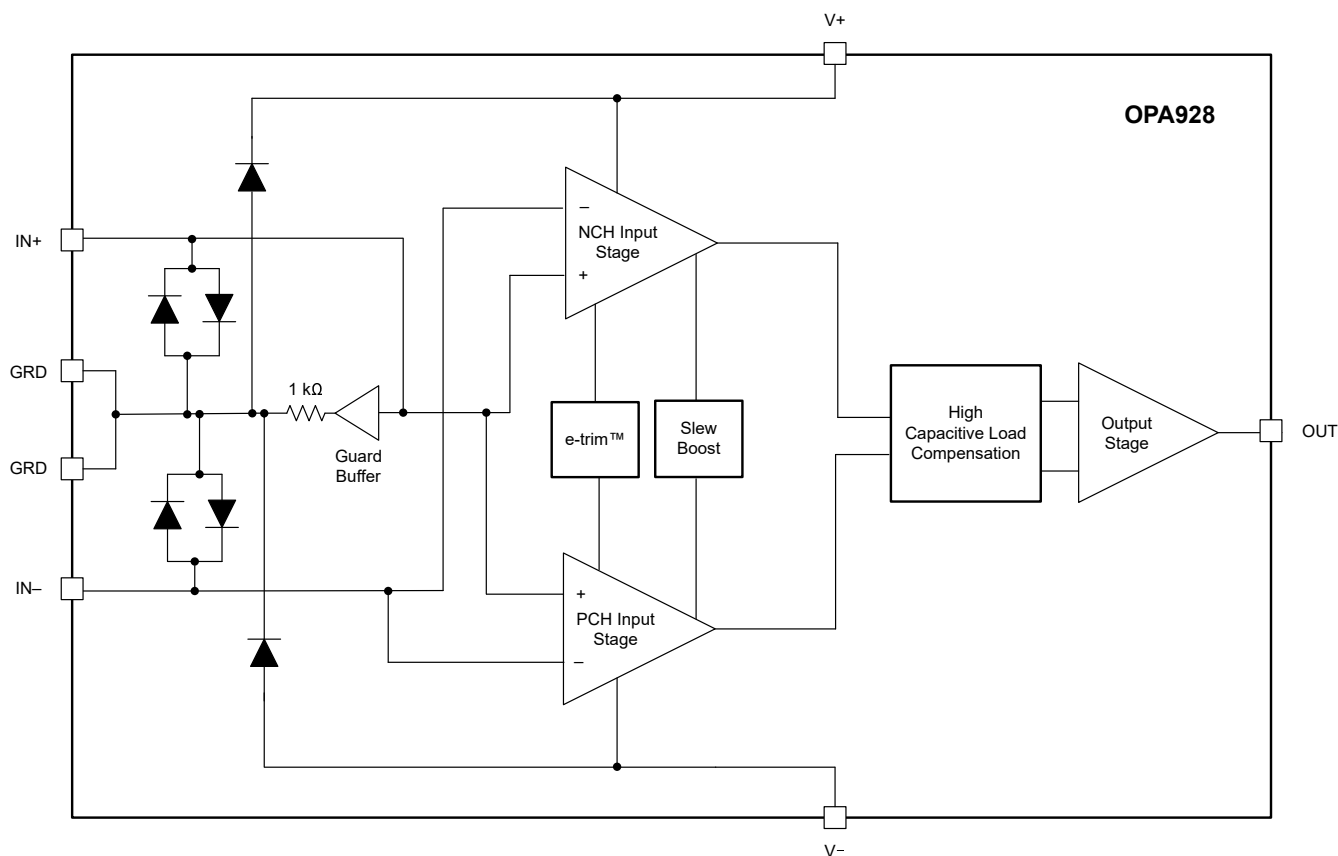 V+
OPA928
IN+
−
NCH Input
Stage
+
GRD
1 kΩ
Guard
Buffer
GRD
e-trim™
Slew
Boost
High
Capacitive Load
Compensation
Output
Stage
OUT
IN−
+
PCH Input
Stage
−
V−